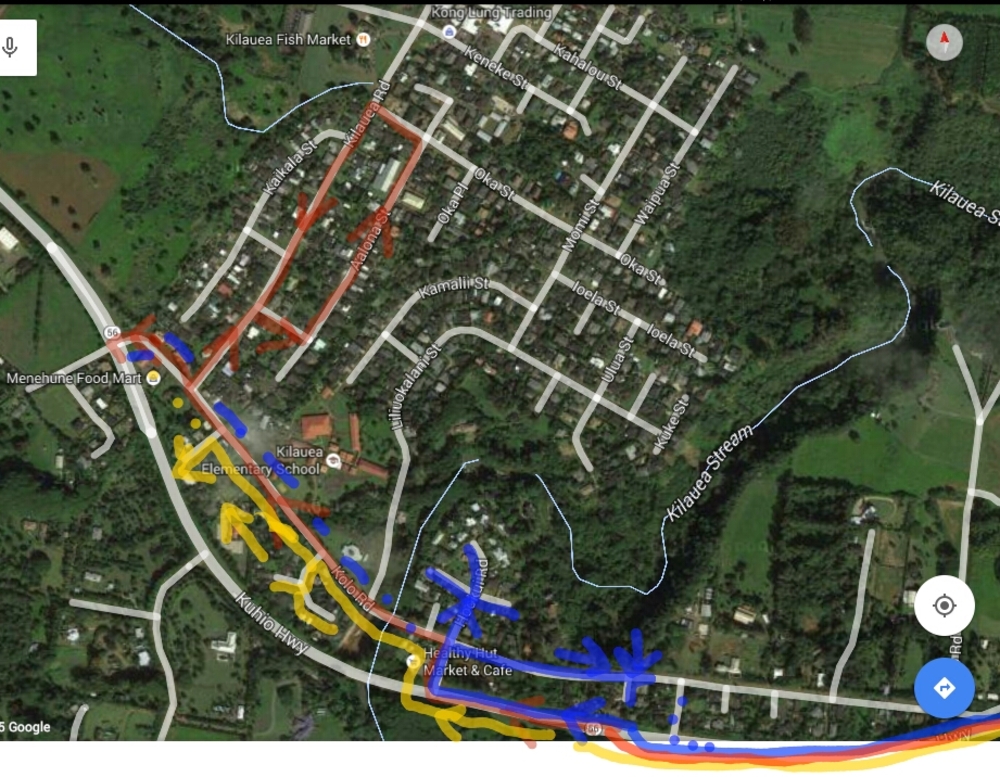 Kong Lung Trading
Kilauea Fish Market
Keneke St
Kahalou St
Kilauea Rd
Kaikala St
Oka St
Oka Pl
Aalona St
Momi St
Waipua St
Oka St
Kilauea S
Kamalii St
Ioela St
Ioela St
Ulua St
Liliuokalani St
Kuke St
56
Menehune Food Mart
Kilauea
Elementary School
Kilauea Stream
Kolo Rd
Kuhio Hwy
Rd
Healthy Hut
Market & Cafe
Rd
56
5 Google